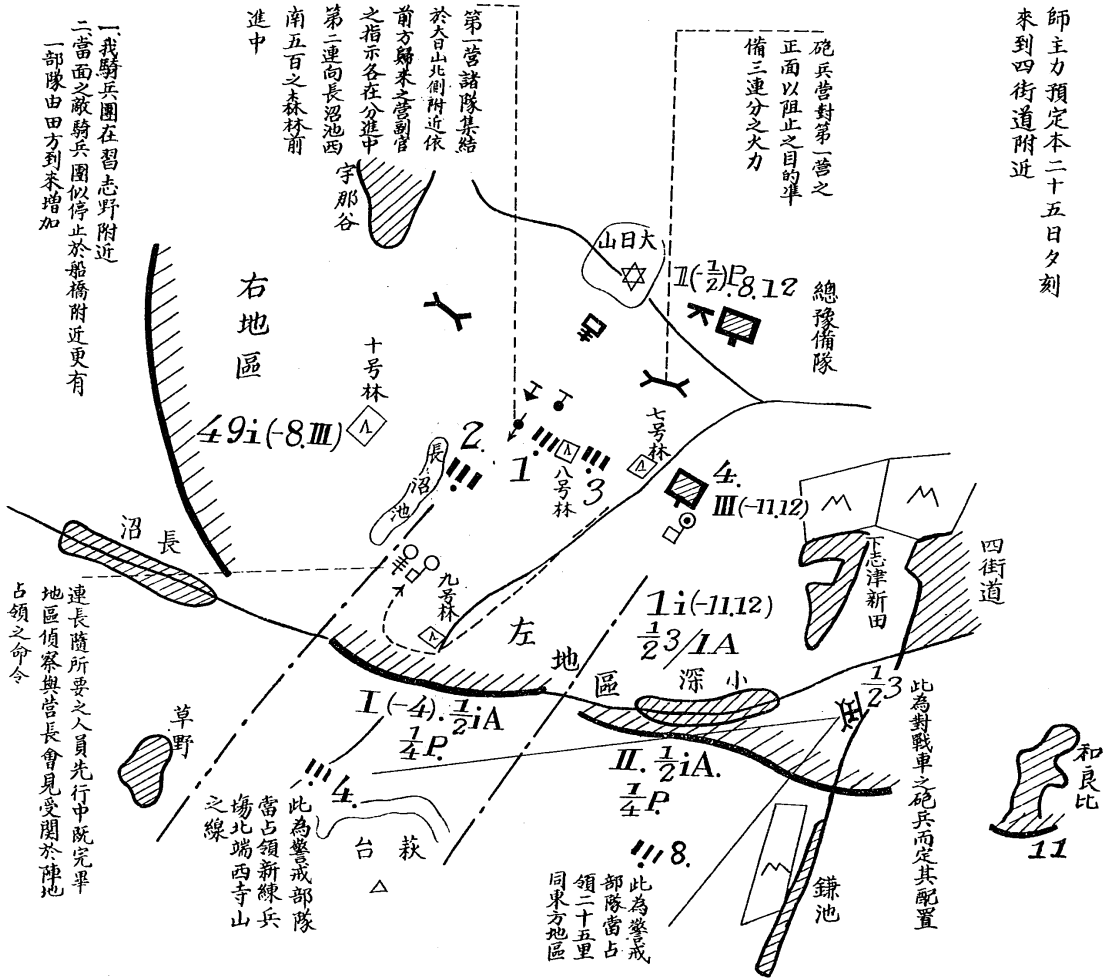 師主力預定本二十五日夕刻
來到四街道附近
砲兵營對第一營之
正面以阻止之目的準
備三連分之火力
第一營諸隊集結
於大日山北側附近依
前方歸來之營副官
之指示各在分進中
第二連向長沼池西
南五百之森林前
進中
一、我騎兵團在習志野附近
二、當面之敵騎兵團似停止於船橋附近更有
一部隊由田方到來增加
宇那谷
大日山
1(-½)P.8.12
總豫備隊
右地區
十号林
49i(-8.III)
長沼池
2.
1.
八号林
3
七号林
4.
III(-11.12)
下志津新田
四街道
長沼
九号林
左地區
1i(-11.12)
½3/1A
小深
½3
I(-4).½iA
¼P.
II.½iA.
¼P.
此為對戰車之砲兵而定其配置
和良比
11
連長隨所要之人員先行中既完畢
地區偵察與營長會見受關於陣地
占領之命令
草野
4.
萩台
此為警戒部隊
當占領新練兵
場北端西寺山
之線
8.
此為警戒
部隊當占
領二十五里
同東方地區
鎌池